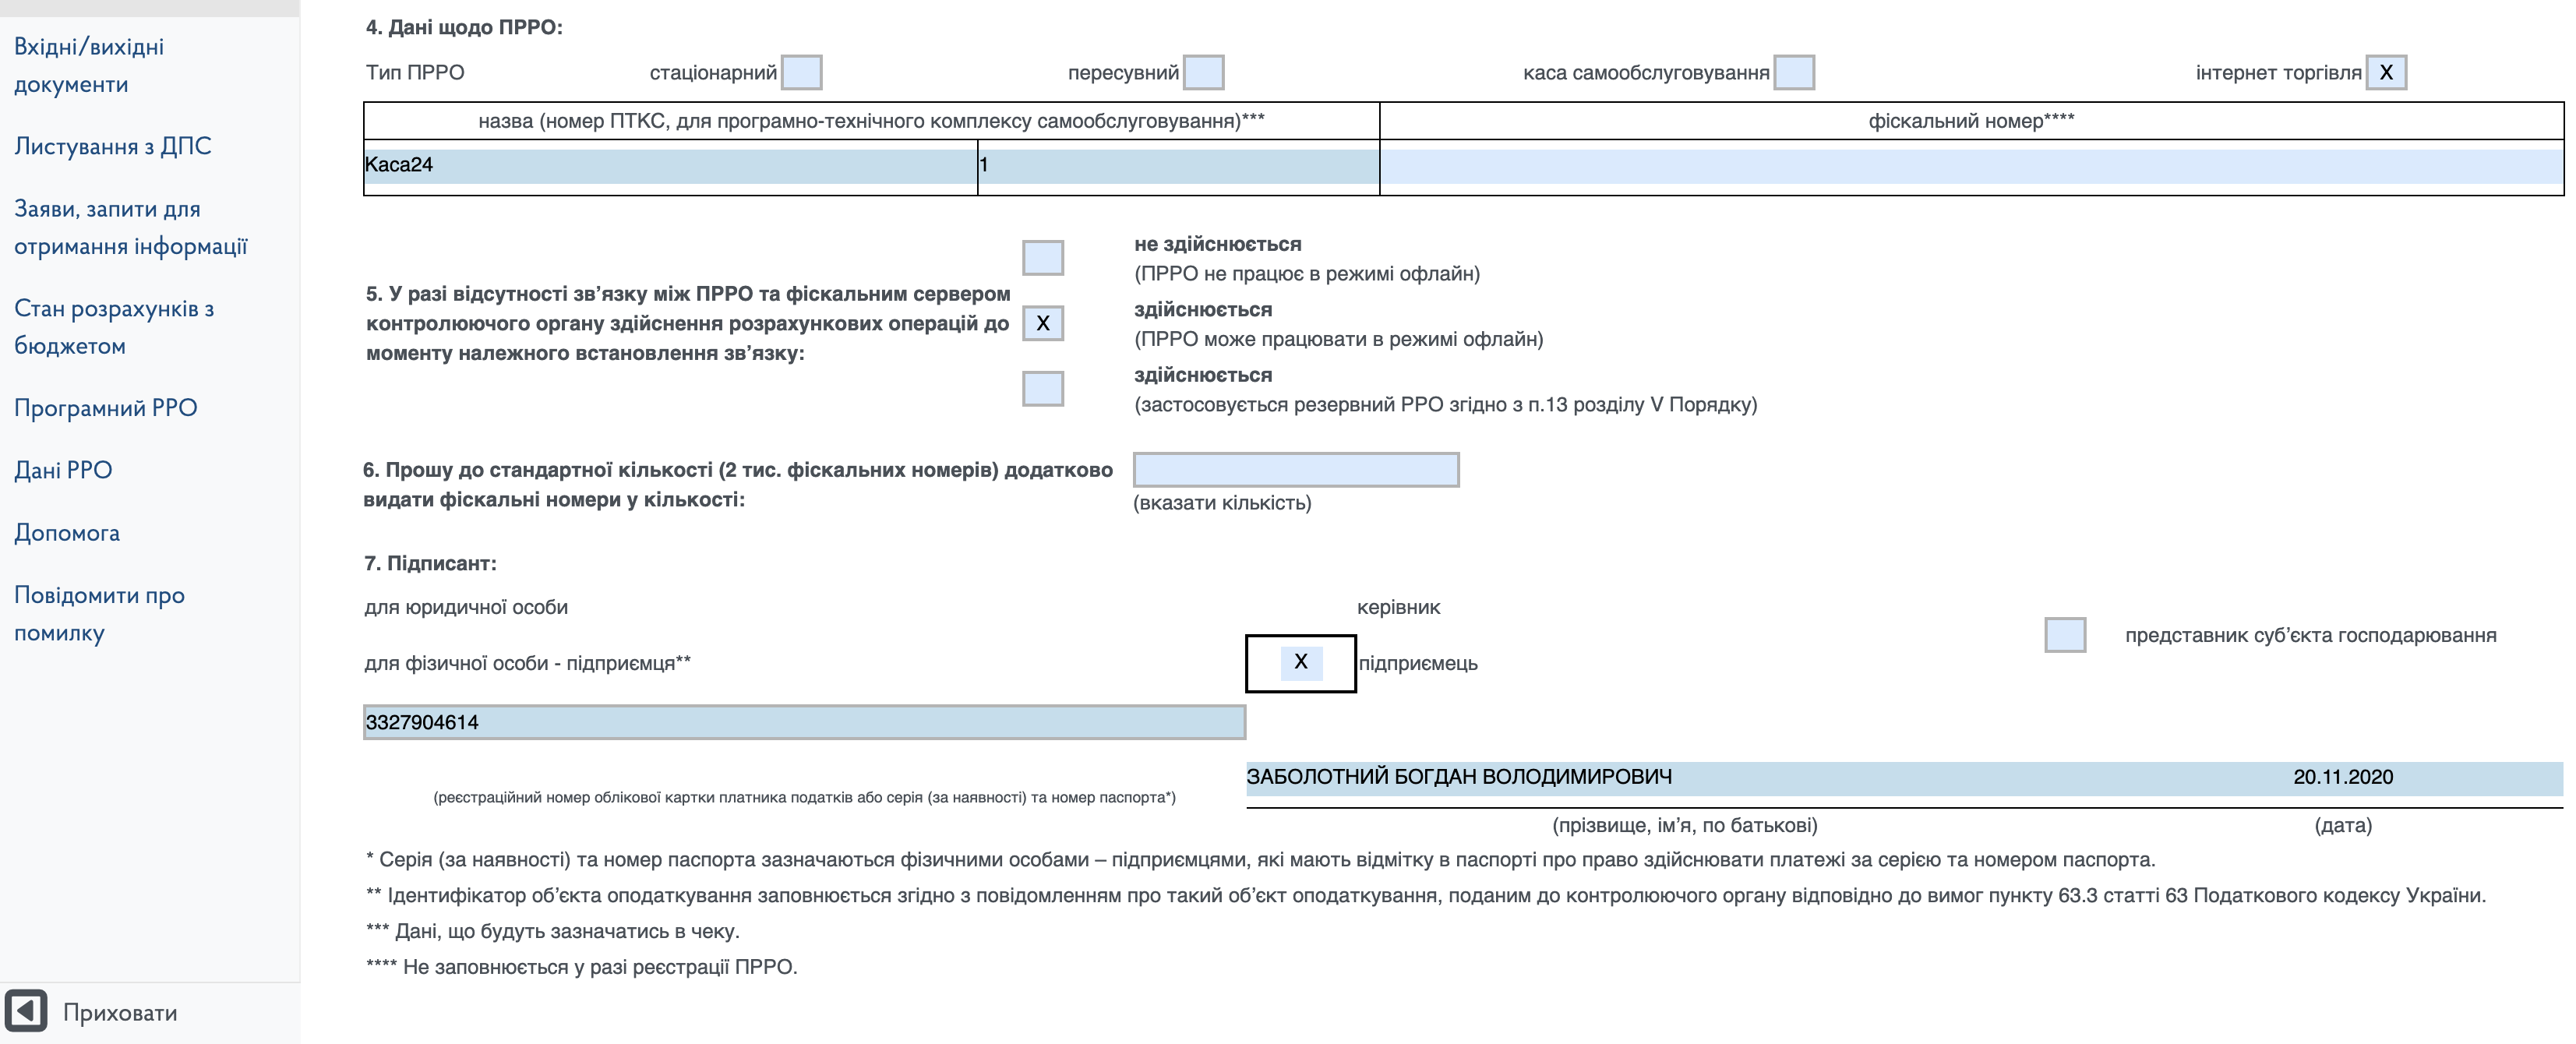 Вхідні/вихідні
документи
Листування з ДПС
Заяви, запити для
отримання інформації
Стан розрахунків з
бюджетом
Програмний РРО
Дані РРО
Допомога
Повідомити про
помилку
Приховати
4. Дані щодо ПРРО:
Тип ПРРО стаціонарний пересувний каса самообслуговування інтернет торгівля X
назва (номер ПТКС, для програмно-технічного комплексу самообслуговування)*** фіскальний номер****
Каса24 1
не здійснюється
(ПРРО не працює в режимі офлайн)
5. У разі відсутності зв’язку між ПРРО та фіскальним сервером
контролюючого органу здійснення розрахункових операцій до
моменту належного встановлення зв’язку:
X здійснюється
(ПРРО може працювати в режимі офлайн)
здійснюється
(застосовується резервний РРО згідно з п.13 розділу V Порядку)
6. Прошу до стандартної кількості (2 тис. фіскальних номерів) додатково
видати фіскальні номери у кількості:
(вказати кількість)
7. Підписант:
для юридичної особи керівник
представник суб’єкта господарювання
для фізичної особи - підприємця** X підприємець
3327904614
ЗАБОЛОТНИЙ БОГДАН ВОЛОДИМИРОВИЧ 20.11.2020
(реєстраційний номер облікової картки платника податків або серія (за наявності) та номер паспорта*)
(прізвище, ім’я, по батькові) (дата)
* Серія (за наявності) та номер паспорта зазначаються фізичними особами – підприємцями, які мають відмітку в паспорті про право здійснювати платежі за серією та номером паспорта.
** Ідентифікатор об’єкта оподаткування заповнюється згідно з повідомленням про такий об’єкт оподаткування, поданим до контролюючого органу відповідно до вимог пункту 63.3 статті 63 Податкового кодексу України.
*** Дані, що будуть зазначатись в чеку.
**** Не заповнюється у разі реєстрації ПРРО.